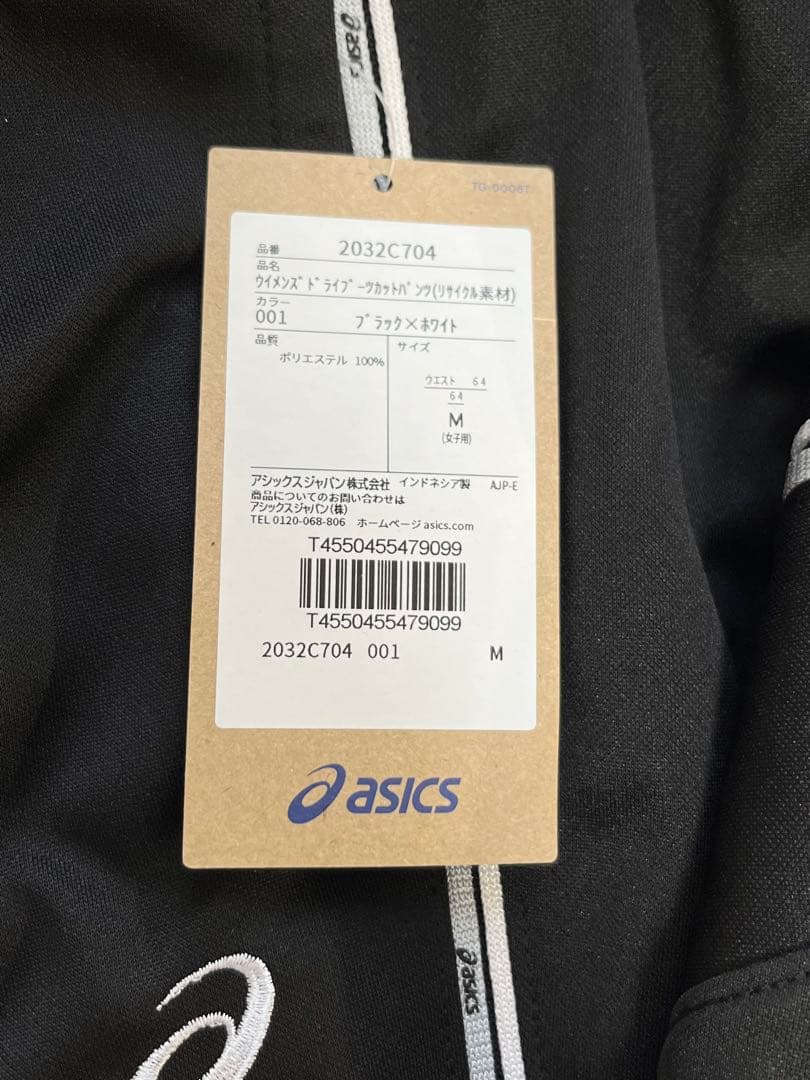 asics
TG-0006T
品番 2032C704
品名
ｳｲﾒﾝｽﾞﾄﾞﾗｲﾌﾞｰﾂｶｯﾄﾊﾟﾝﾂ(ﾘｻｲｸﾙ素材)
カラー
001 ﾌﾞﾗｯｸ×ﾎﾜｲﾄ
品質
ポリエステル 100%
サイズ
ウエスト 64
64
M
(女子用)
アシックスジャパン株式会社 インドネシア製 AJP-E
商品についてのお問い合わせは
アシックスジャパン(株)
TEL 0120-068-806 ホームページ asics.com
T4550455479099
T4550455479099
2032C704 001 M
asics
asics